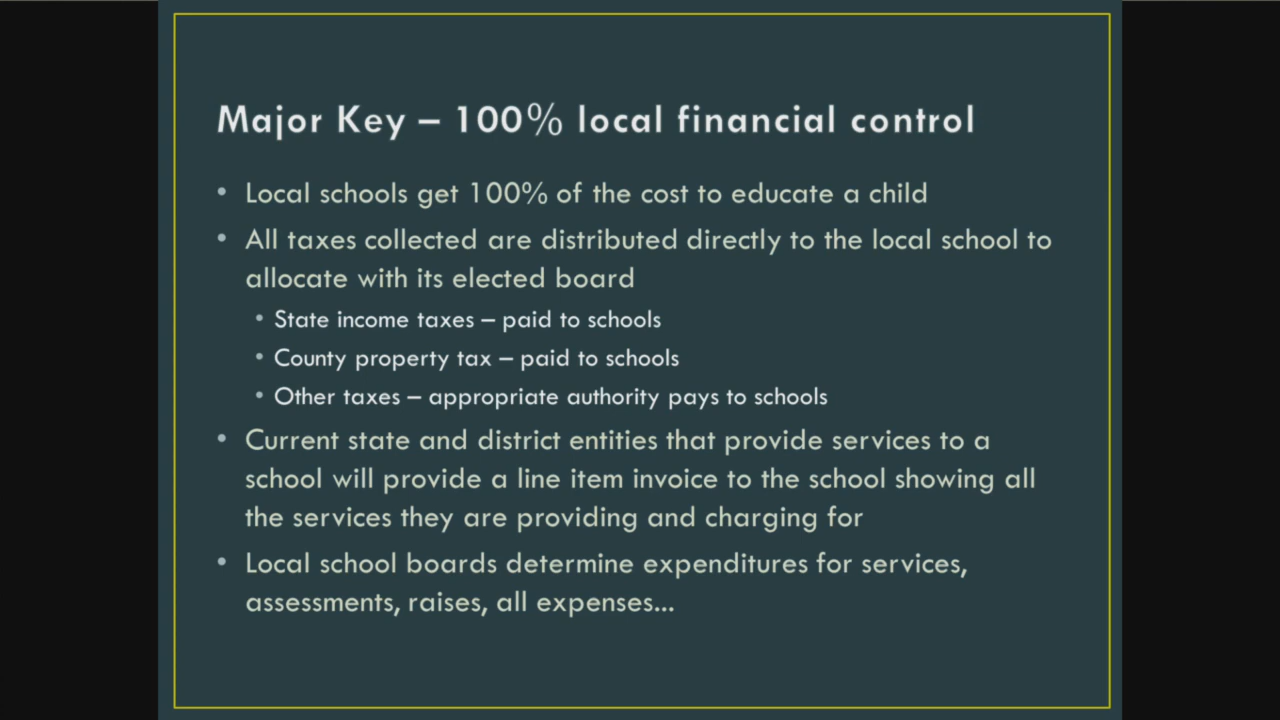 Major Key – 100% local financial control
• Local schools get 100% of the cost to educate a child
• All taxes collected are distributed directly to the local school to
allocate with its elected board
• State income taxes – paid to schools
• County property tax – paid to schools
• Other taxes – appropriate authority pays to schools
• Current state and district entities that provide services to a
school will provide a line item invoice to the school showing all
the services they are providing and charging for
• Local school boards determine expenditures for services,
assessments, raises, all expenses...